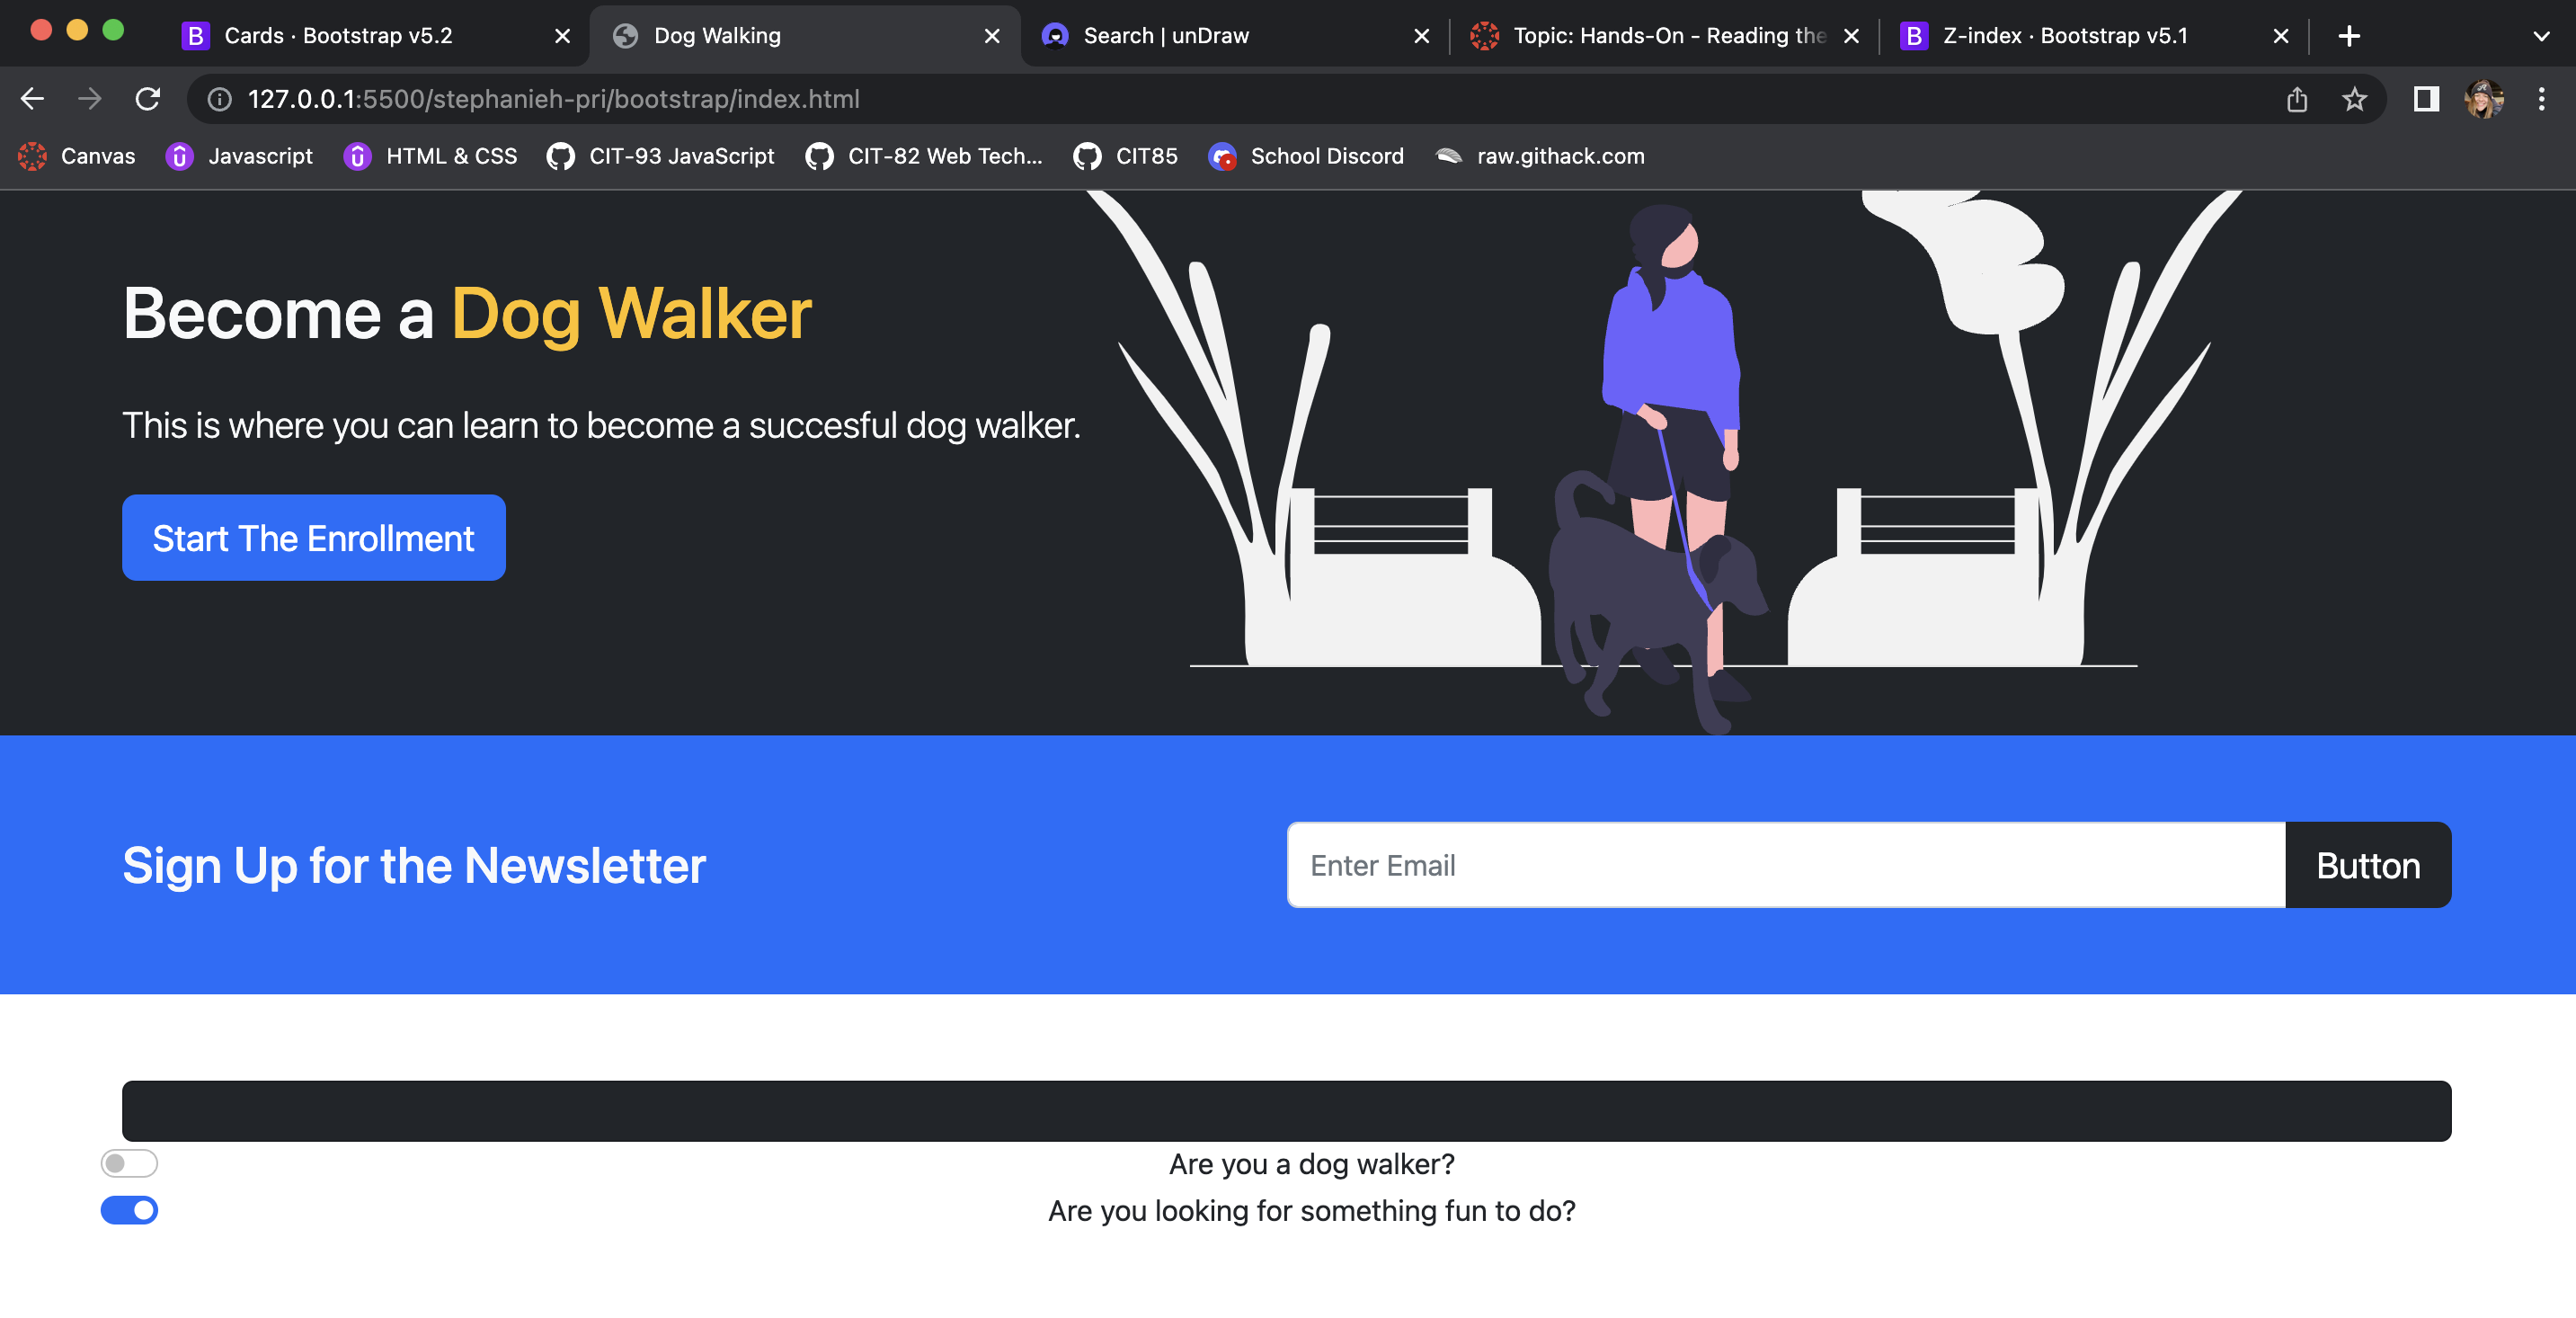 Cards · Bootstrap v5.2
Dog Walking
Search | unDraw
Topic: Hands-On - Reading the
Z-index · Bootstrap v5.1
127.0.0.1:5500/stephanieh-pri/bootstrap/index.html
Canvas
Javascript
HTML & CSS
CIT-93 JavaScript
CIT-82 Web Tech...
CIT85
School Discord
raw.githack.com
Become a Dog Walker
This is where you can learn to become a succesful dog walker.
Start The Enrollment
Sign Up for the Newsletter
Enter Email
Button
Are you a dog walker?
Are you looking for something fun to do?